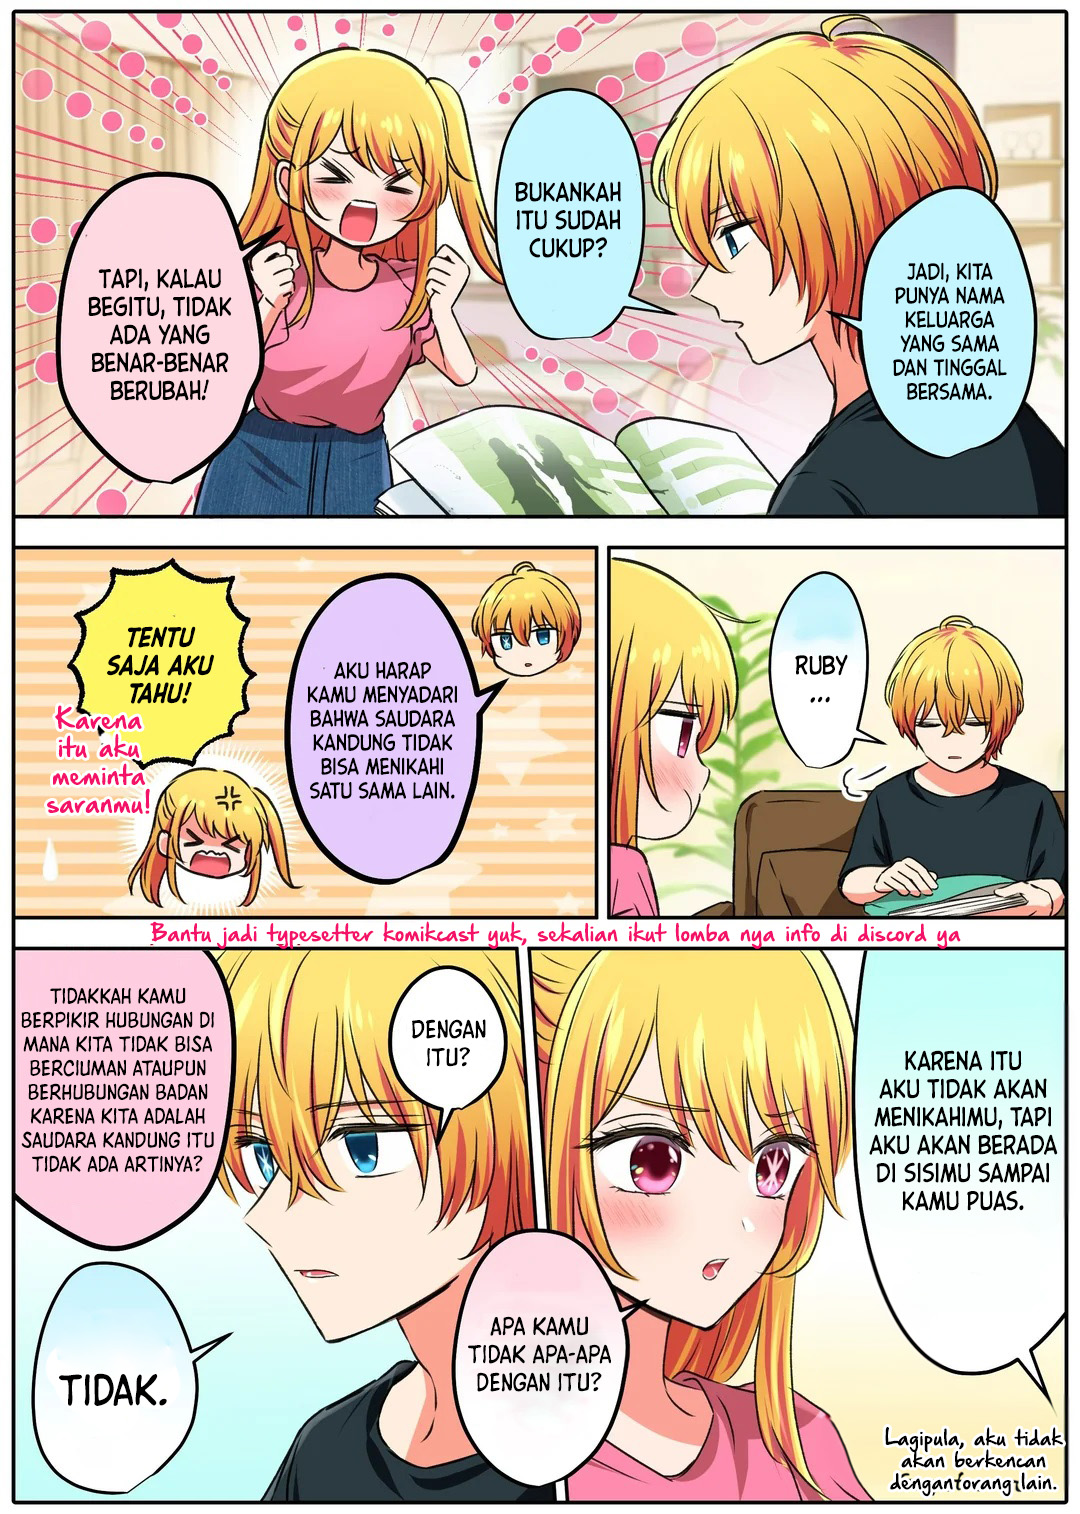 JADI, KITA
PUNYA NAMA
KELUARGA
YANG SAMA
DAN TINGGAL
BERSAMA.
BUKANKAH
ITU SUDAH
CUKUP?
TAPI, KALAU
BEGITU, TIDAK
ADA YANG
BENAR-BENAR
BERUBAH!
RUBY
...
AKU HARAP
KAMU MENYADARI
BAHWA SAUDARA
KANDUNG TIDAK
BISA MENIKAHI
SATU SAMA LAIN.
TENTU
SAJA AKU
TAHU!
Karena
itu aku
meminta
saranmu!
Bantu jadi typesetter komikcast yuk, sekalian ikut lomba nya info di discord ya
KARENA ITU
AKU TIDAK AKAN
MENIKAHIMU, TAPI
AKU AKAN BERADA
DI SISIMU SAMPAI
KAMU PUAS.
Lagipula, aku tidak
akan berkencan
denganforang lain.
APA KAMU
TIDAK APA-APA
DENGAN ITU?
DENGAN
ITU?
TIDAKKAH KAMU
BERPIKIR HUBUNGAN DI
MANA KITA TIDAK BISA
BERCIUMAN ATAUPUN
BERHUBUNGAN BADAN
KARENA KITA ADALAH
SAUDARA KANDUNG ITU
TIDAK ADA ARTINYA?
TIDAK.